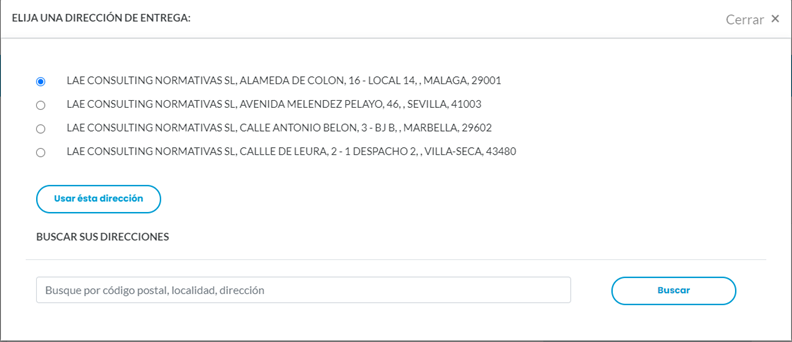 ELIJA UNA DIRECCIÓN DE ENTREGA:
Cerrar ×
LAE CONSULTING NORMATIVAS SL, ALAMEDA DE COLON, 16 - LOCAL 14, , MALAGA, 29001
LAE CONSULTING NORMATIVAS SL, AVENIDA MELENDEZ PELAYO, 46, , SEVILLA, 41003
LAE CONSULTING NORMATIVAS SL, CALLE ANTONIO BELON, 3 - BJ B, , MARBELLA, 29602
LAE CONSULTING NORMATIVAS SL, CALLLE DE LEURA, 2 - 1 DESPACHO 2, , VILLA-SECA, 43480
Usar ésta dirección
BUSCAR SUS DIRECCIONES
Busque por código postal, localidad, dirección
Buscar